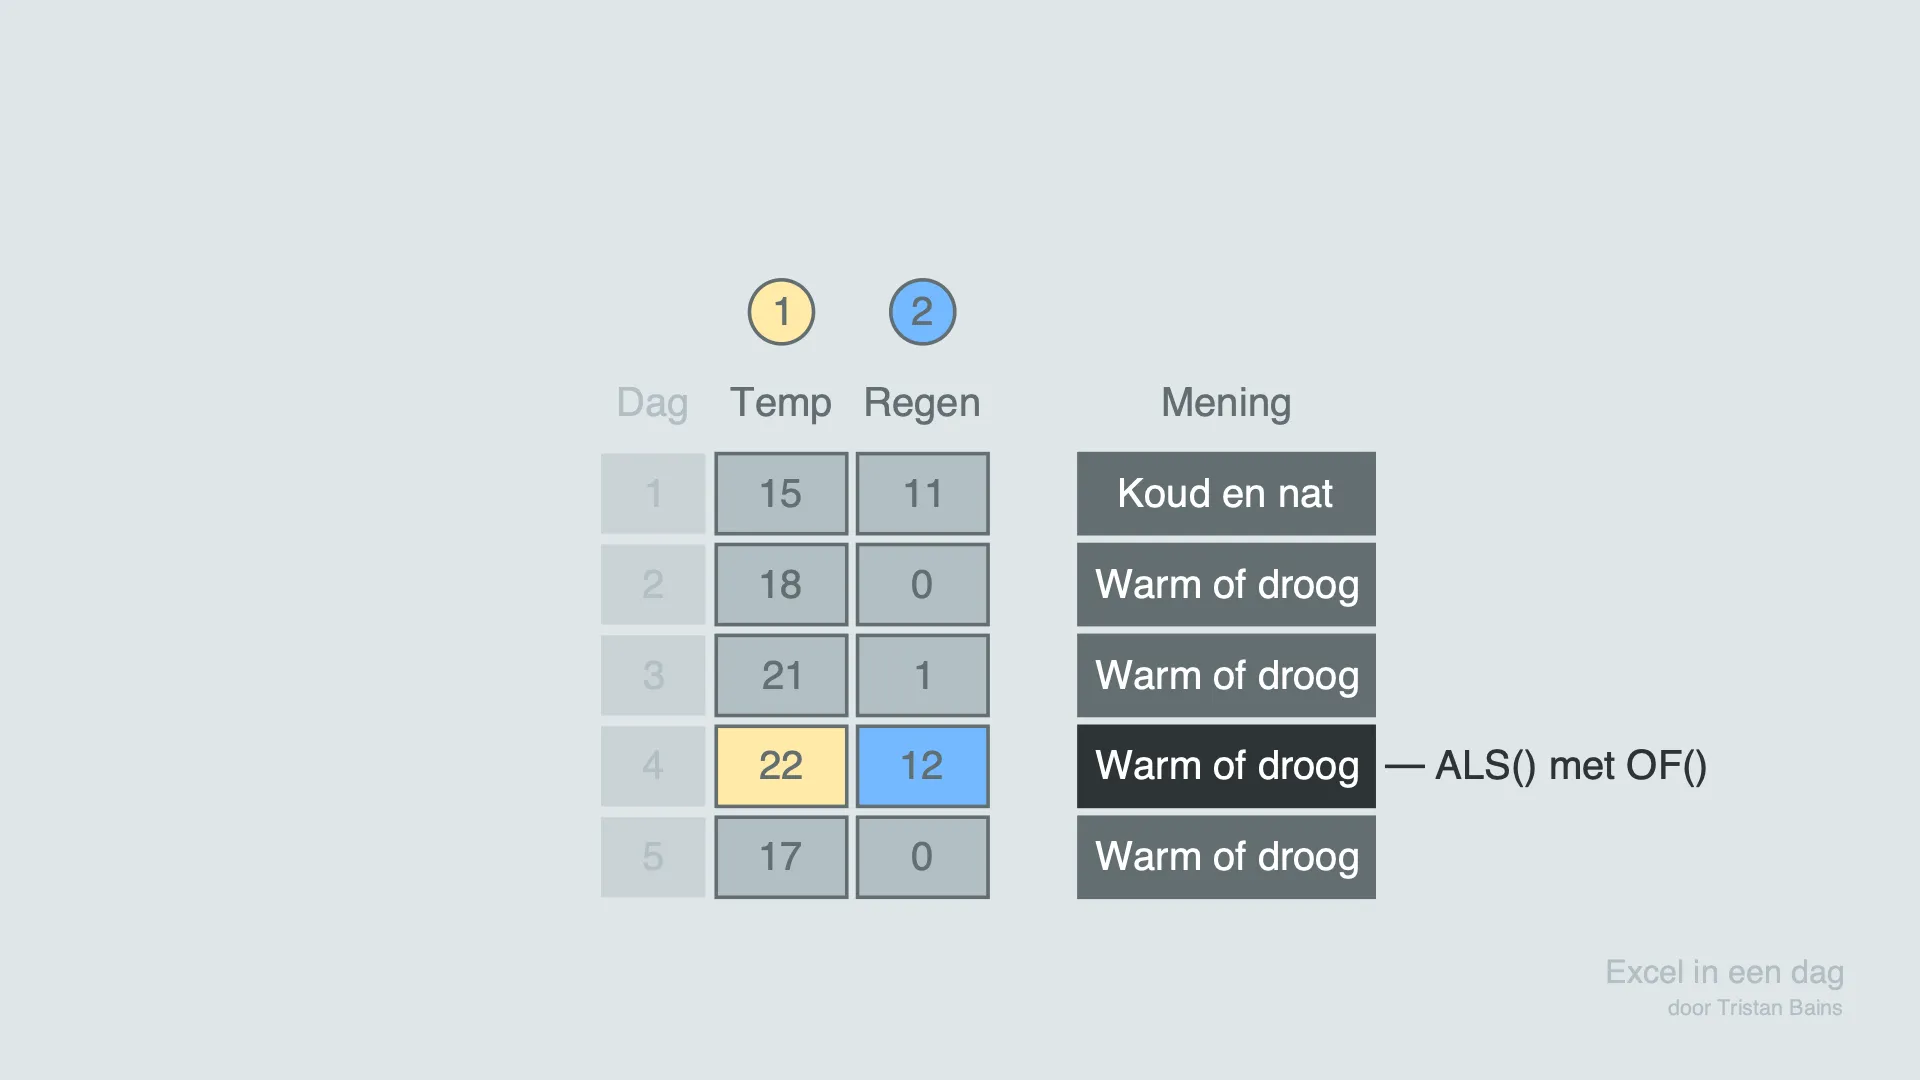 1 2
Dag Temp Regen Mening
1 15 11 Koud en nat
2 18 0 Warm of droog
3 21 1 Warm of droog
4 22 12 Warm of droog — ALS() met OF()
5 17 0 Warm of droog
Excel in een dag
door Tristan Bains